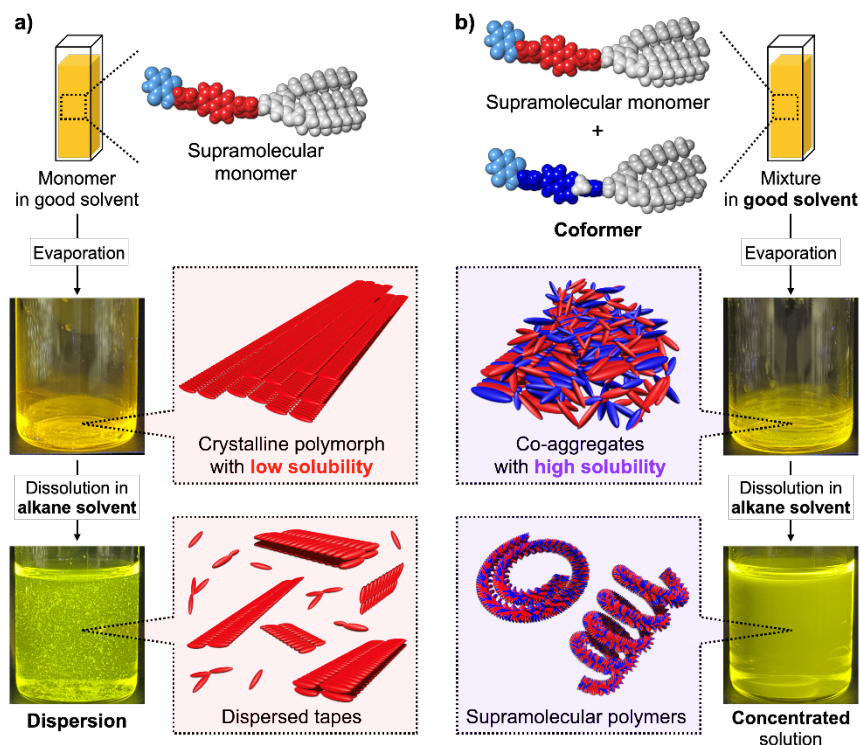 a)
Supramolecular
monomer
Monomer
in good solvent
Evaporation
Crystalline polymorph
with low solubility
Dissolution in
alkane solvent
Dispersion
Dispersed tapes
b)
Supramolecular monomer
+
Coformer
Mixture
in good solvent
Evaporation
Co-aggregates
with high solubility
Dissolution in
alkane solvent
Supramolecular polymers
Concentrated
solution